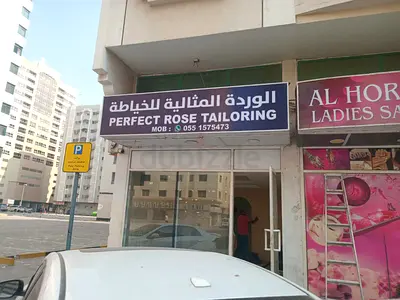 الوردة المثالية للخياطة
PERFECT ROSE TAILORING
MOB : 055 1575473
AL HOR
LADIES SA
P